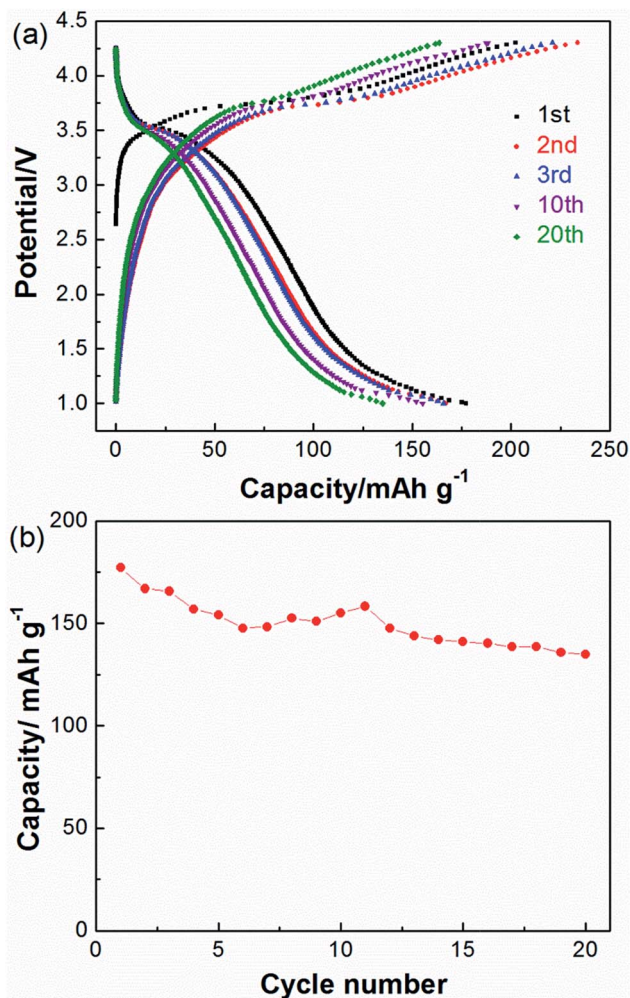 (a)
4.5
4.0
3.5
3.0
2.5
2.0
1.5
1.0
Potential/V
1st
2nd
3rd
10th
20th
0 50 100 150 200 250
Capacity/mAh g-1
(b)
200
150
100
50
0
Capacity/ mAh g-1
0 5 10 15 20
Cycle number